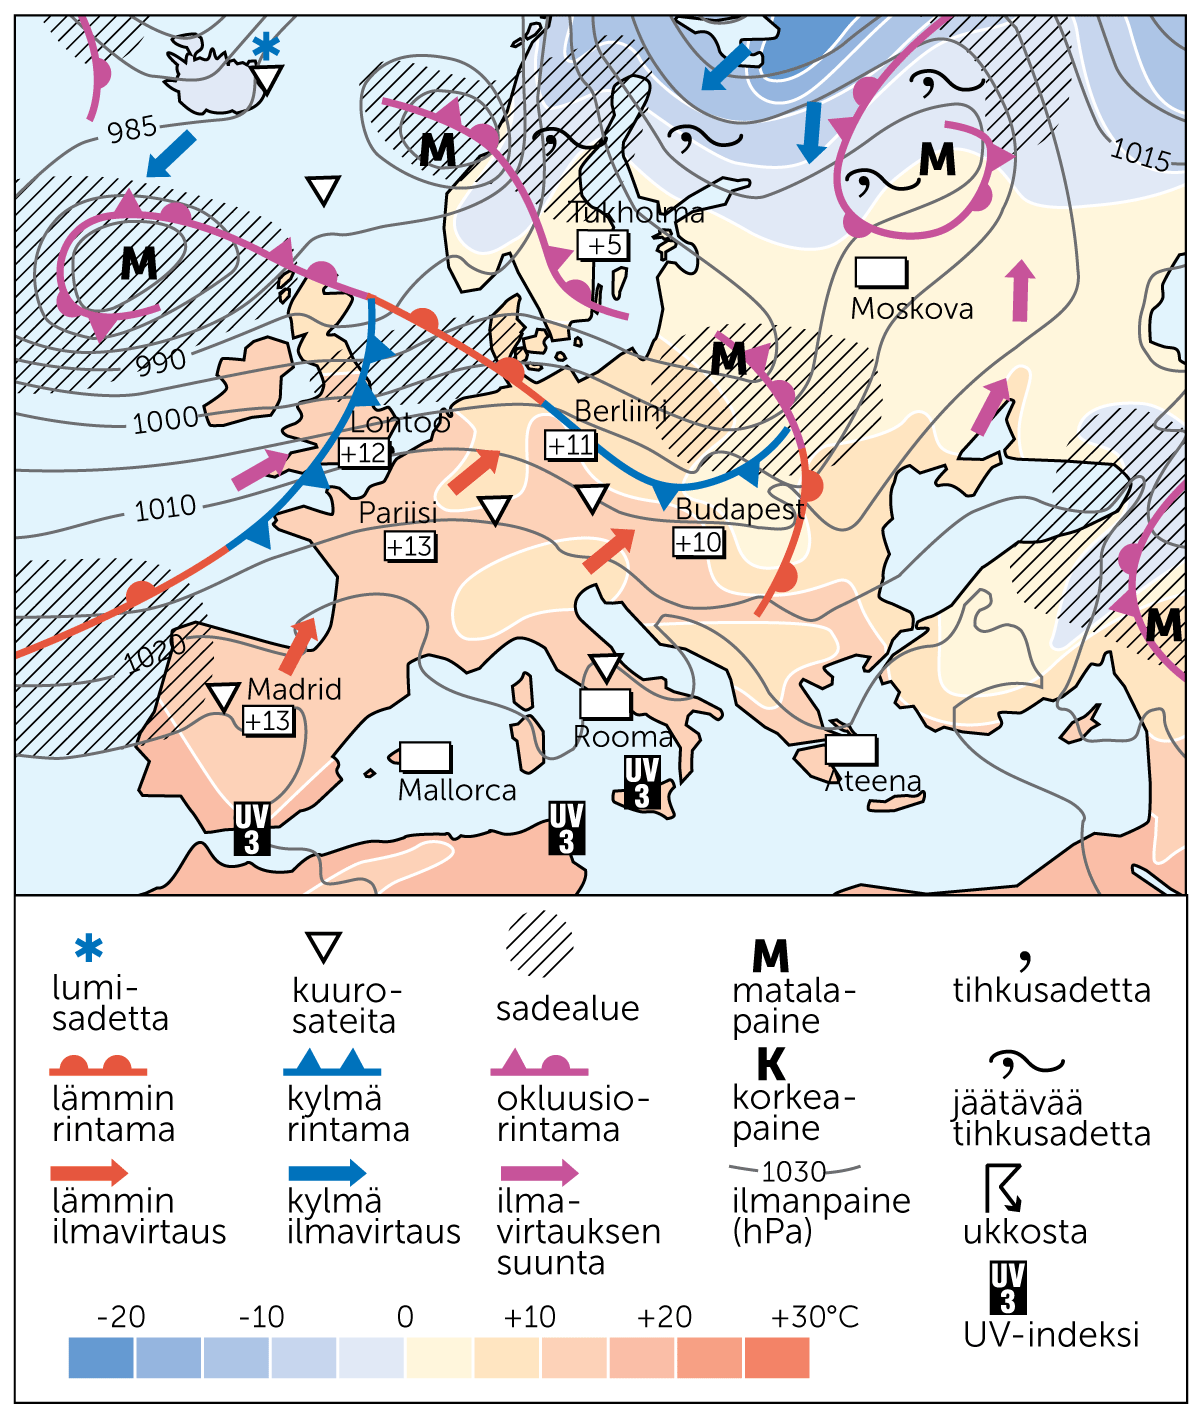 985
1015
M
M
M
Tukholma
+5
Moskova
990
M
1000
Berliini
Lontoo
+12
+11
1010
Pariisi
+13
Budapest
+10
M
1020
Madrid
+13
Rooma
Ateena
Mallorca
UV
3
UV
3
UV
3
lumi-
sadetta
kuuro-
sateita
sadealue
M
matala-
paine
,
tihkusadetta
lämmin
rintama
kylmä
rintama
okluusio-
rintama
K
korkea-
paine
jäätävää
tihkusadetta
lämmin
ilmavirtaus
kylmä
ilmavirtaus
ilma-
virtauksen
suunta
1030
ilmanpaine
(hPa)
ukkosta
UV
3
UV-indeksi
-20 -10 0 +10 +20 +30°C